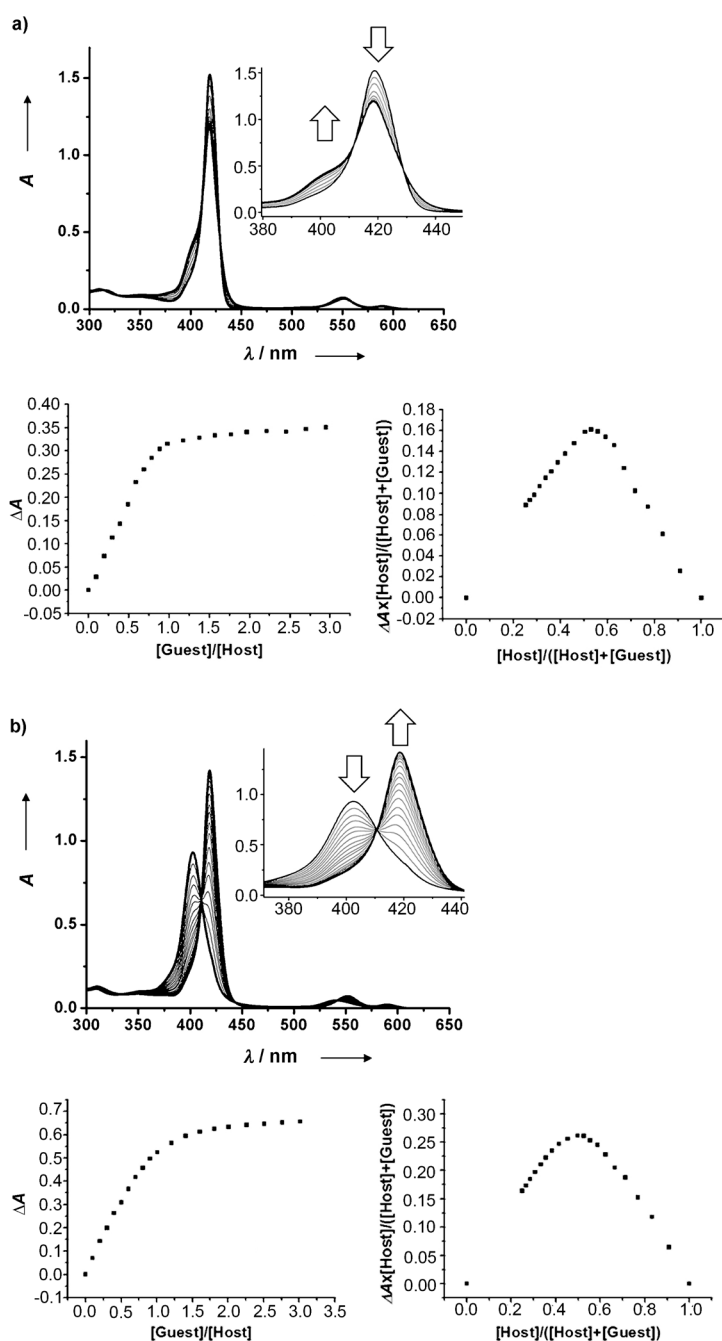 a)
1.5
1.0
0.5
0.0
A
300 350 400 450 500 550 600 650
λ / nm
1.5
1.0
0.5
0.0
380 400 420 440
0.40
0.35
0.30
0.25
0.20
0.15
0.10
0.05
0.00
-0.05
ΔA
0.0 0.5 1.0 1.5 2.0 2.5 3.0
[Guest]/[Host]
0.18
0.16
0.14
0.12
0.10
0.08
0.06
0.04
0.02
0.00
-0.02
ΔAx[Host]/([Host]+[Guest])
0.0 0.2 0.4 0.6 0.8 1.0
[Host]/([Host]+[Guest])
b)
1.5
1.0
0.5
0.0
A
300 350 400 450 500 550 600 650
λ / nm
1.0
0.5
0.0
380 400 420 440
0.7
0.6
0.5
0.4
0.3
0.2
0.1
0.0
-0.1
ΔA
0.0 0.5 1.0 1.5 2.0 2.5 3.0 3.5
[Guest]/[Host]
0.30
0.25
0.20
0.15
0.10
0.05
0.00
ΔAx[Host]/([Host]+[Guest])
0.0 0.2 0.4 0.6 0.8 1.0
[Host]/([Host]+[Guest])